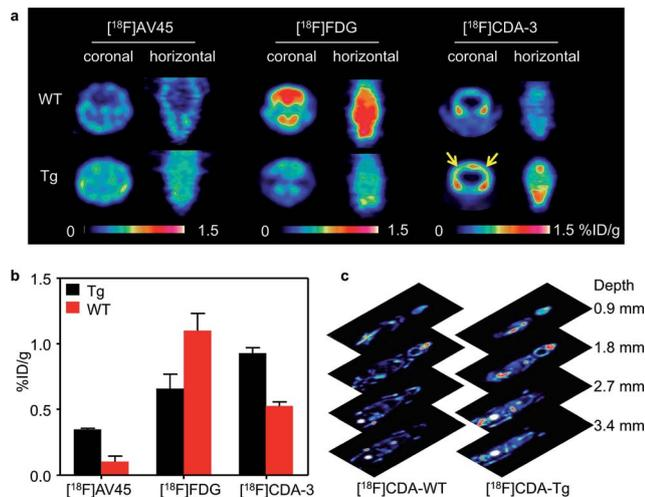 a
[¹⁸F]AV45 [¹⁸F]FDG [¹⁸F]CDA-3
coronal horizontal coronal horizontal coronal horizontal
WT
Tg
0 1.5 0 1.5 0 1.5 %ID/g
b
%ID/g
1.5
1.0
0.5
0.0
Tg
WT
[¹⁸F]AV45 [¹⁸F]FDG [¹⁸F]CDA-3
c
Depth
0.9 mm
1.8 mm
2.7 mm
3.4 mm
[¹⁸F]CDA-WT [¹⁸F]CDA-Tg